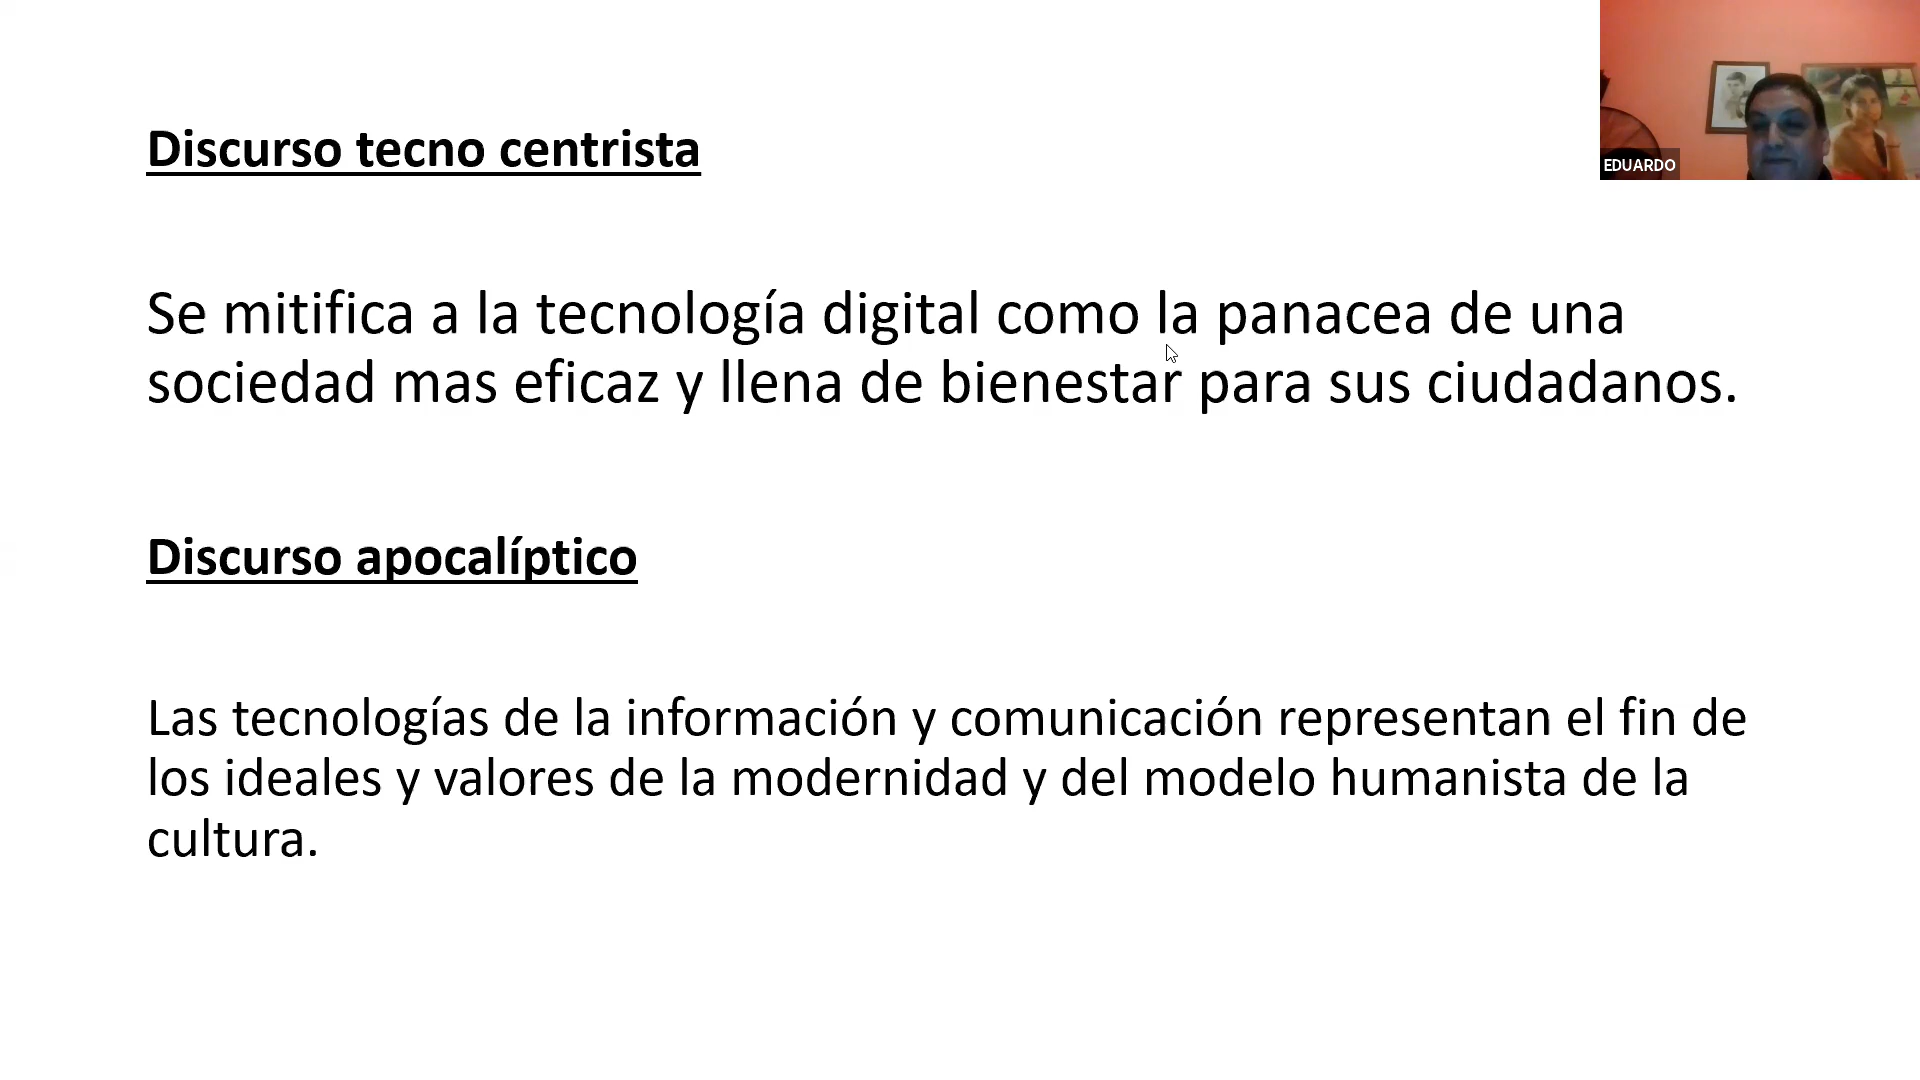 Discurso tecno centrista
EDUARDO
Se mitifica a la tecnología digital como la panacea de una
sociedad mas eficaz y llena de bienestar para sus ciudadanos.
Discurso apocalíptico
Las tecnologías de la información y comunicación representan el fin de
los ideales y valores de la modernidad y del modelo humanista de la
cultura.